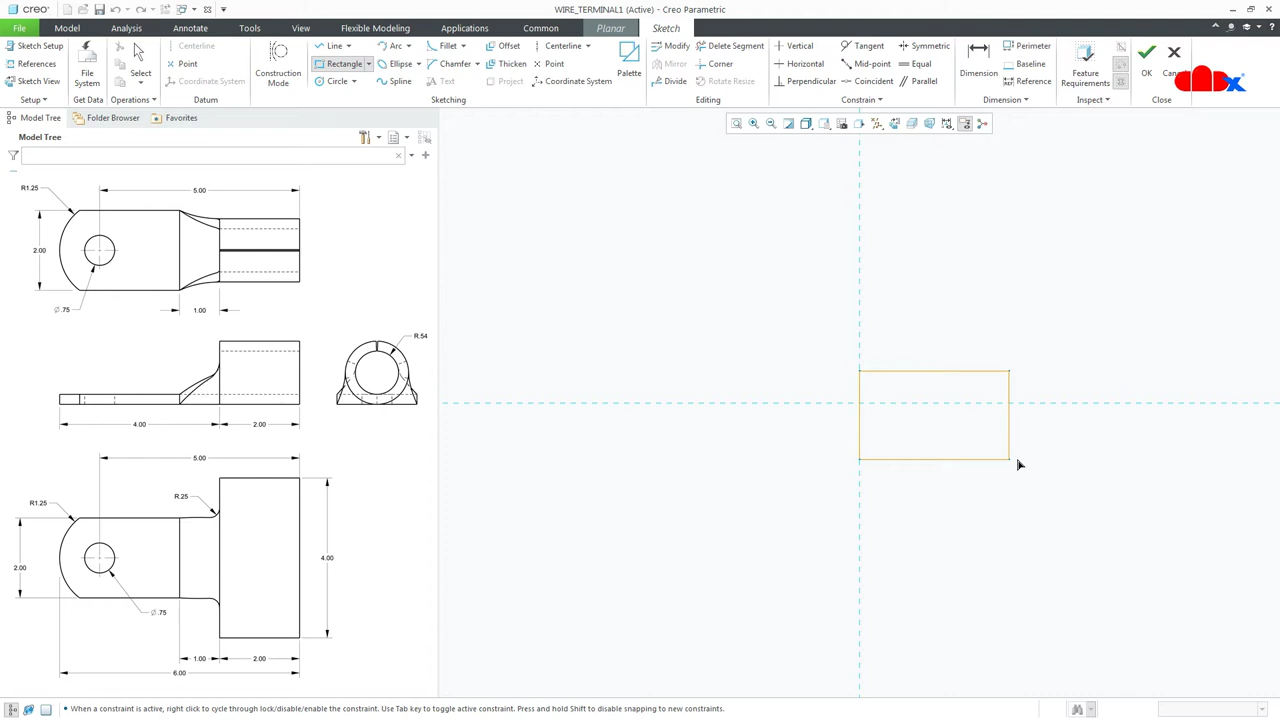 creo
WIRE_TERMINAL1 (Active) - Creo Parametric
File Model Analysis Annotate Tools View Flexible Modeling Applications Common Planar Sketch
Sketch Setup
References
Sketch View
Setup
File System
Get Data
Select
Operations
Centerline
Point
Coordinate System
Datum
Construction Mode
Line Arc Fillet Offset Centerline
Rectangle Ellipse Chamfer Thicken Point
Circle Spline Text Project Coordinate System
Palette
Sketching
Modify Delete Segment
Mirror Corner
Divide Rotate Resize
Editing
Vertical Tangent Symmetric
Horizontal Mid-point Equal
Perpendicular Coincident Parallel
Constrain
Dimension
Perimeter
Baseline
Reference
Dimension
Feature Requirements
Inspect
OK
Close
Model Tree Folder Browser Favorites
Model Tree
R1.25
5.00
2.00
Ø.75
1.00
R.54
4.00
2.00
5.00
R1.25
R.25
2.00
4.00
Ø.75
1.00
2.00
6.00
When a constraint is active, right click to cycle through lock/disable/enable the constraint. Use Tab key to toggle active constraint. Press and hold Shift to disable snapping to new constraints.